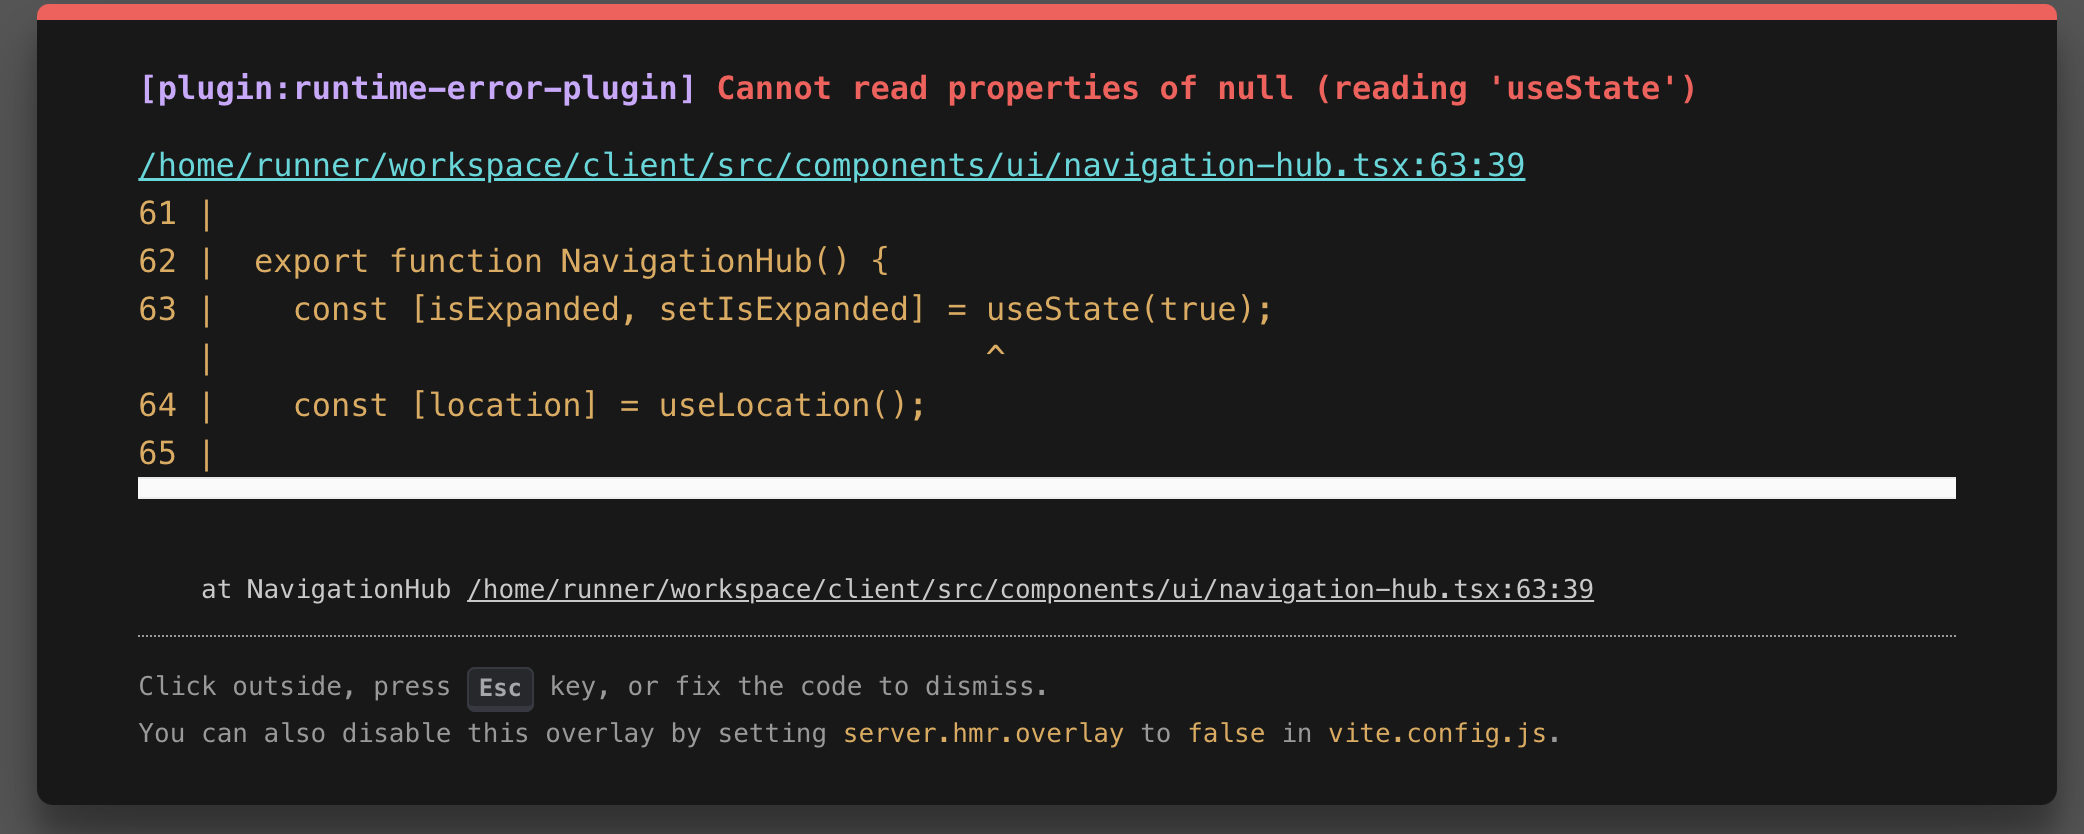 [plugin:runtime-error-plugin] Cannot read properties of null (reading 'useState')
/home/runner/workspace/client/src/components/ui/navigation-hub.tsx:63:39
61 |
62 |  export function NavigationHub() {
63 |    const [isExpanded, setIsExpanded] = useState(true);
   |                                        ^
64 |    const [location] = useLocation();
65 |
    at NavigationHub /home/runner/workspace/client/src/components/ui/navigation-hub.tsx:63:39
Click outside, press Esc key, or fix the code to dismiss.
You can also disable this overlay by setting server.hmr.overlay to false in vite.config.js.